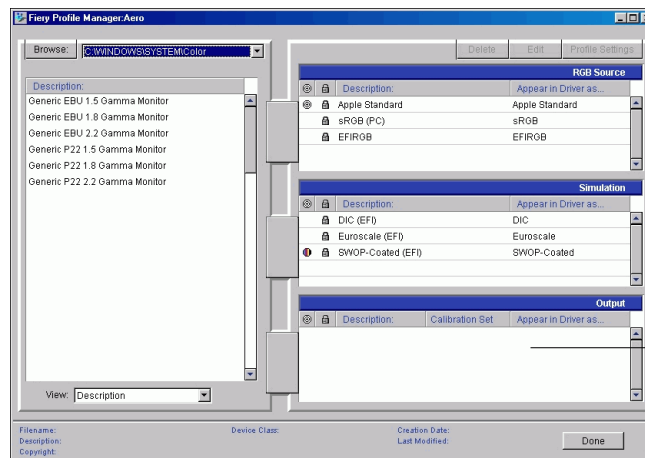 Fiery Profile Manager:Aero
Browse: C:\WINDOWS\SYSTEM\Color
Description:
Generic EBU 1.5 Gamma Monitor
Generic EBU 1.8 Gamma Monitor
Generic EBU 2.2 Gamma Monitor
Generic P22 1.5 Gamma Monitor
Generic P22 1.8 Gamma Monitor
Generic P22 2.2 Gamma Monitor
View: Description
Delete Edit Profile Settings
RGB Source
Description: Appear in Driver as...
Apple Standard Apple Standard
sRGB (PC) sRGB
EFIRGB EFIRGB
Simulation
Description: Appear in Driver as...
DIC (EFI) DIC
Euroscale (EFI) Euroscale
SWOP-Coated (EFI) SWOP-Coated
Output
Description: Calibration Set Appear in Driver as...
Filename: Device Class: Creation Date:
Description: Last Modified:
Copyright:
Done